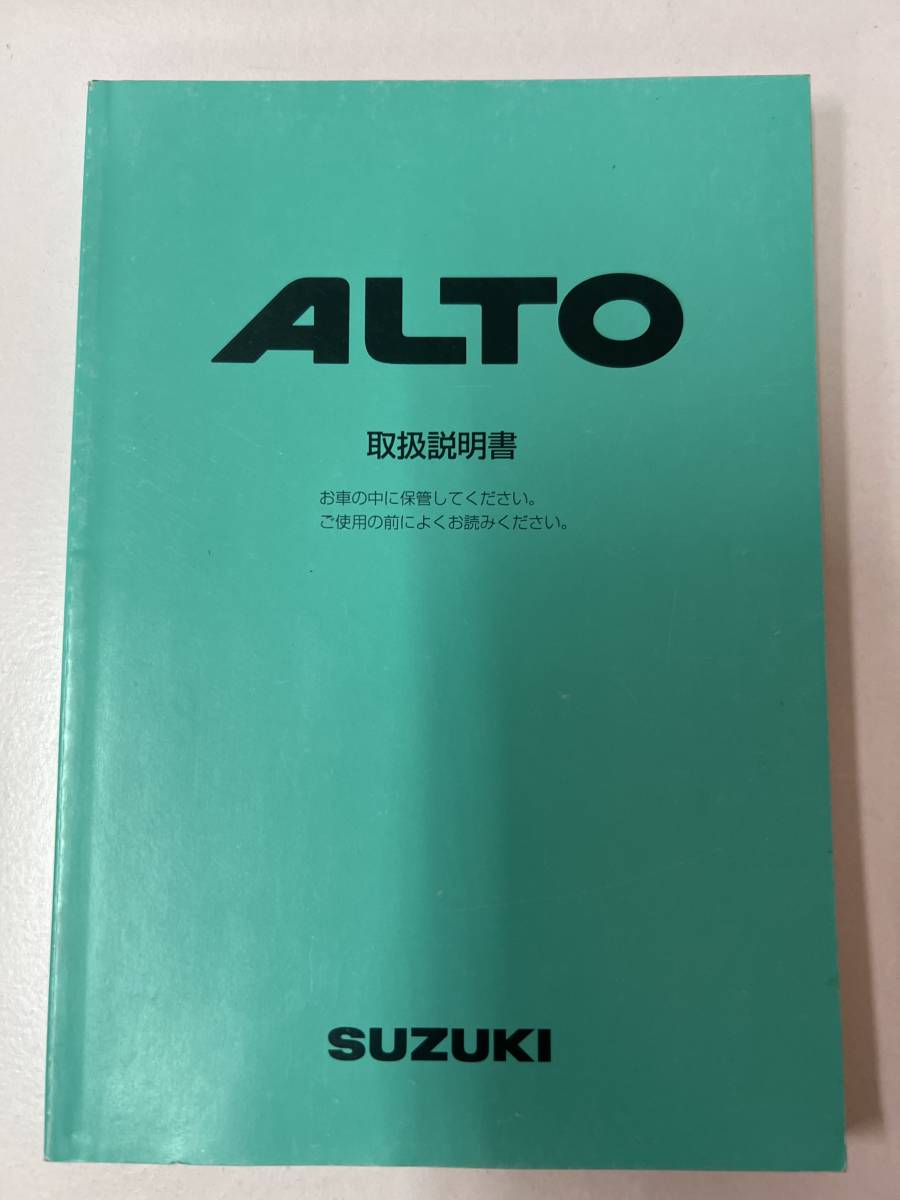 ALTO
取扱説明書
お車の中に保管してください。
ご使用の前によくお読みください。
SUZUKI